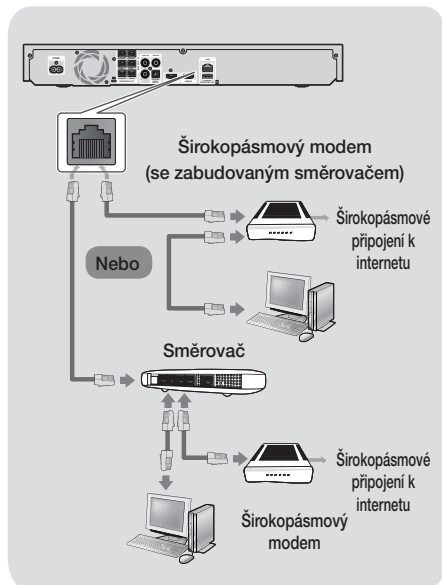 Širokopásmový modem
(se zabudovaným směrovačem)
Širokopásmové
připojení k
internetu
Nebo
Směrovač
Širokopásmové
připojení k
internetu
Širokopásmový
modem